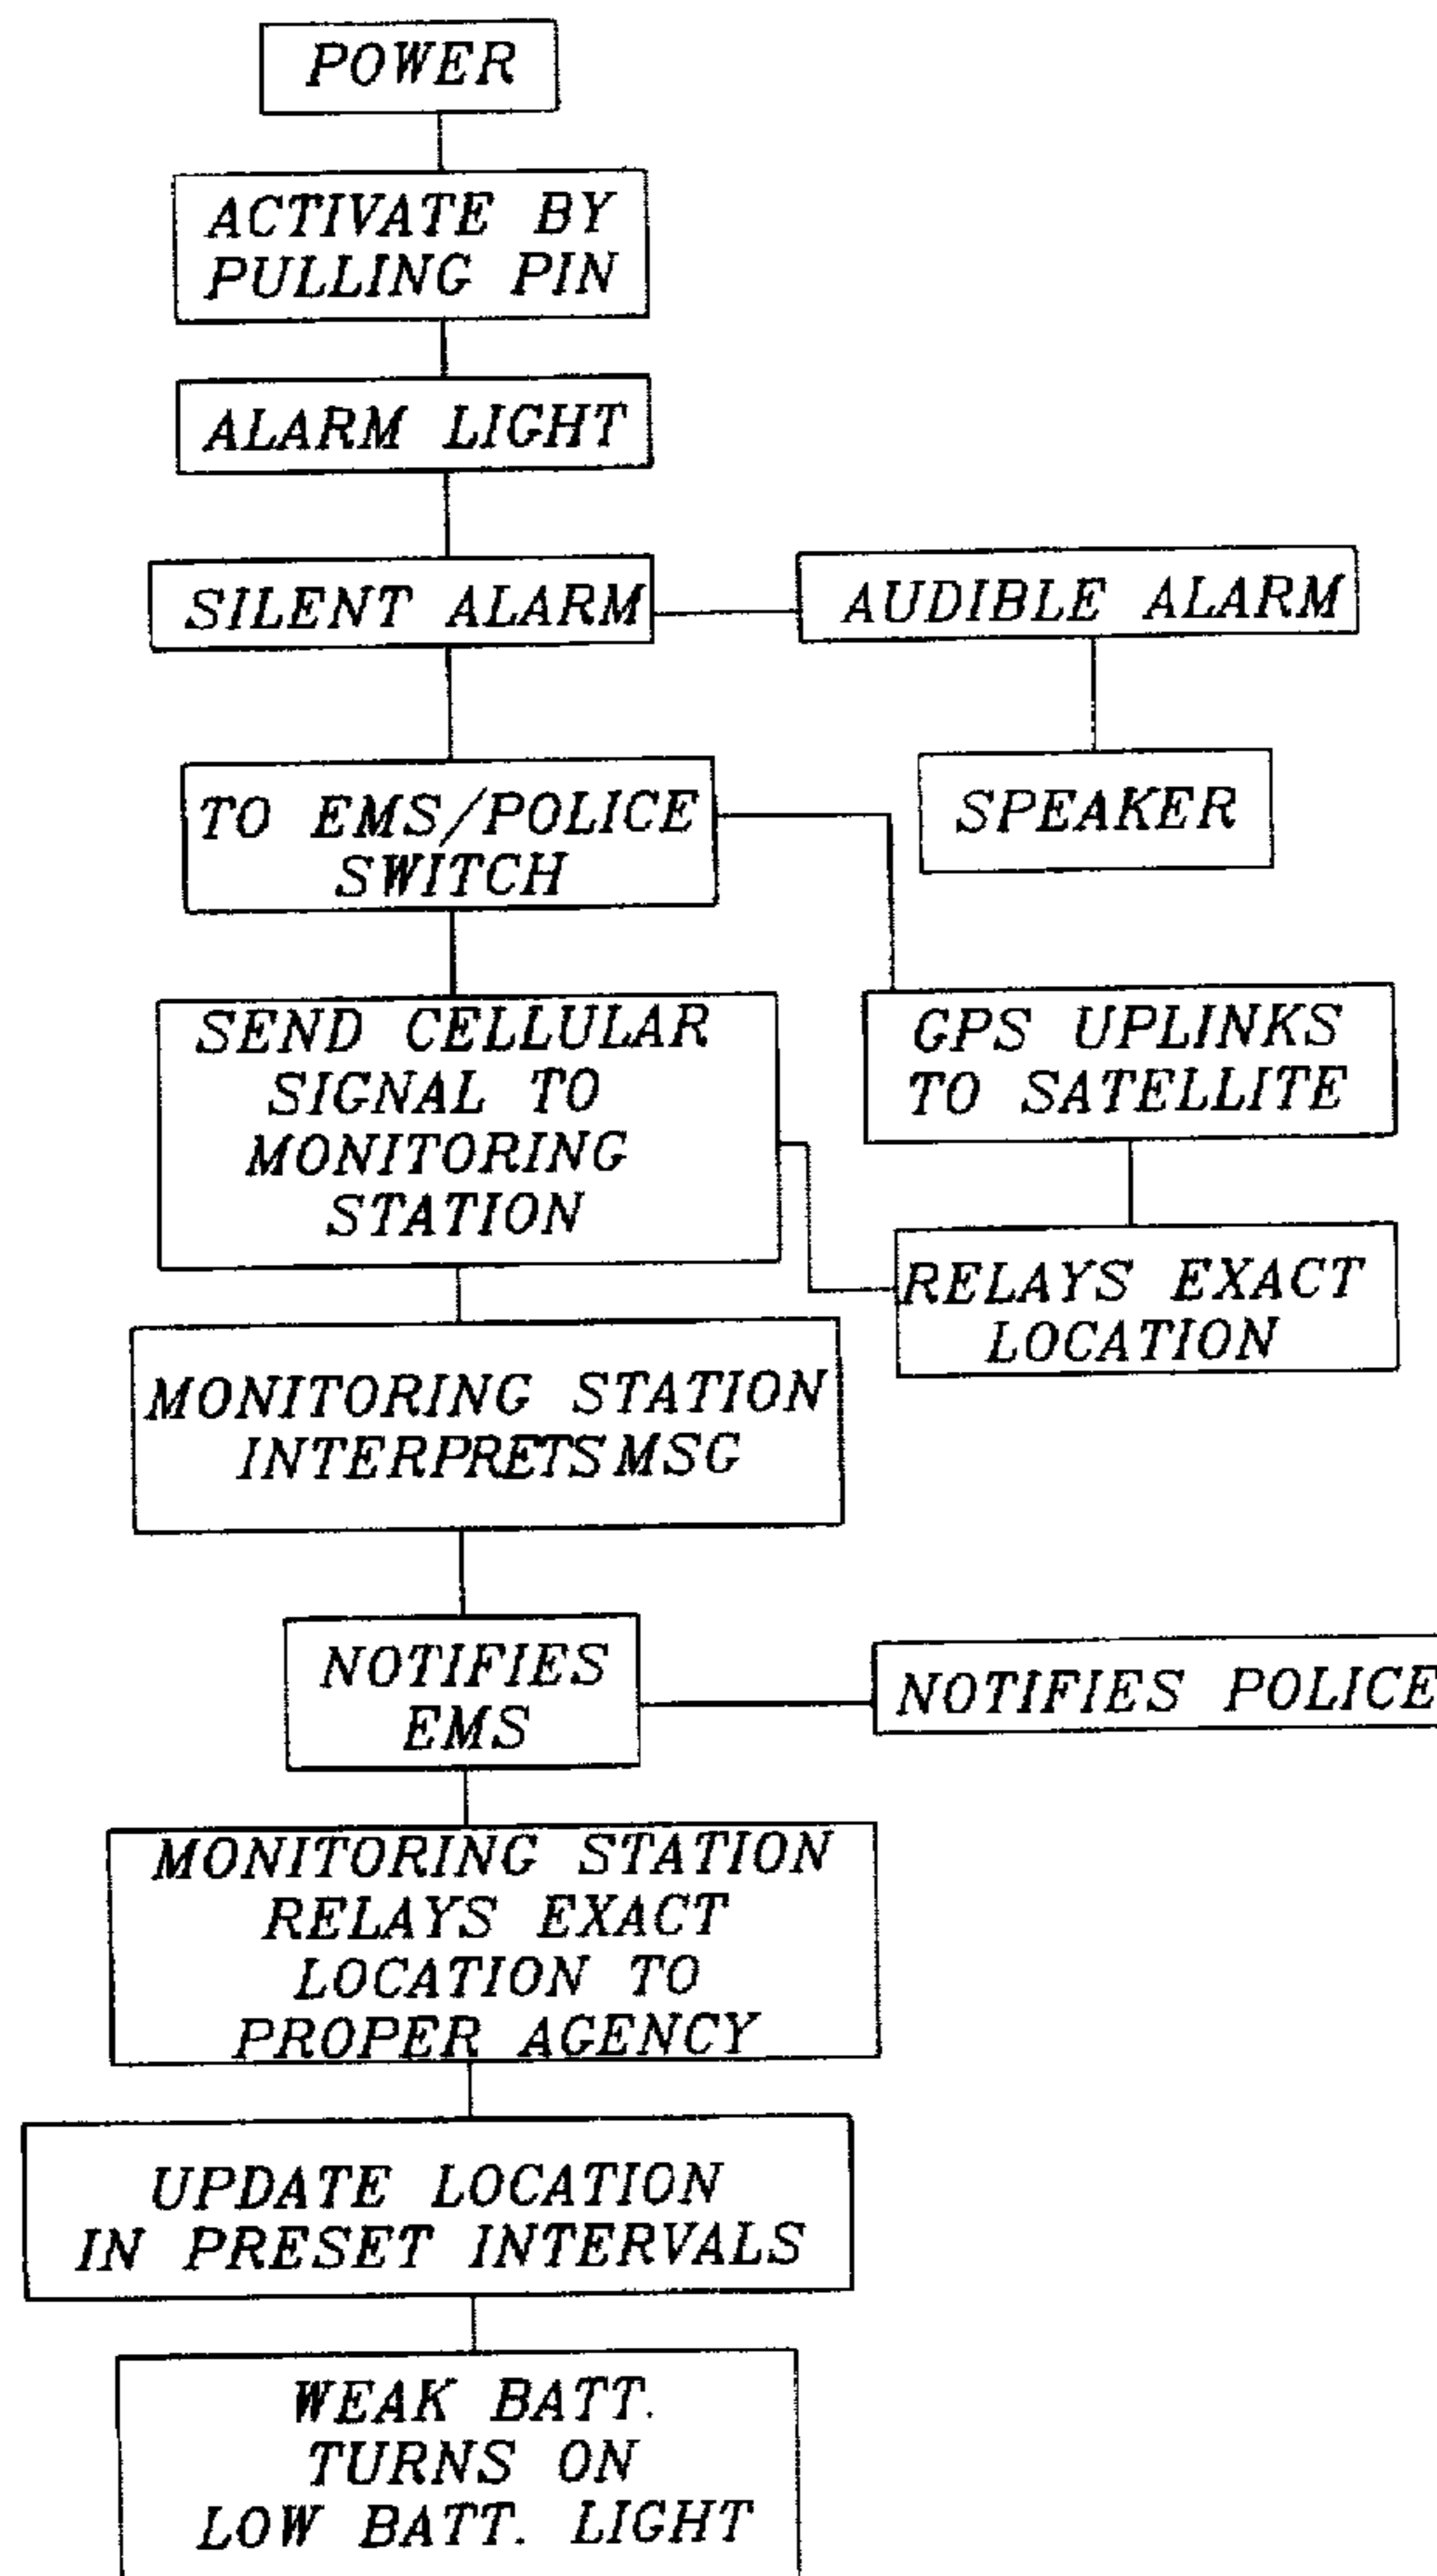 POWER
ACTIVATE BY
PULLING PIN
ALARM LIGHT
SILENT ALARM
AUDIBLE ALARM
SPEAKER
TO EMS/POLICE
SWITCH
SEND CELLULAR
SIGNAL TO
MONITORING
STATION
GPS UPLINKS
TO SATELLITE
RELAYS EXACT
LOCATION
MONITORING STATION
INTERPRETS MSG
NOTIFIES
EMS
NOTIFIES POLICE
MONITORING STATION
RELAYS EXACT
LOCATION TO
PROPER AGENCY
UPDATE LOCATION
IN PRESET INTERVALS
WEAK BATT.
TURNS ON
LOW BATT. LIGHT